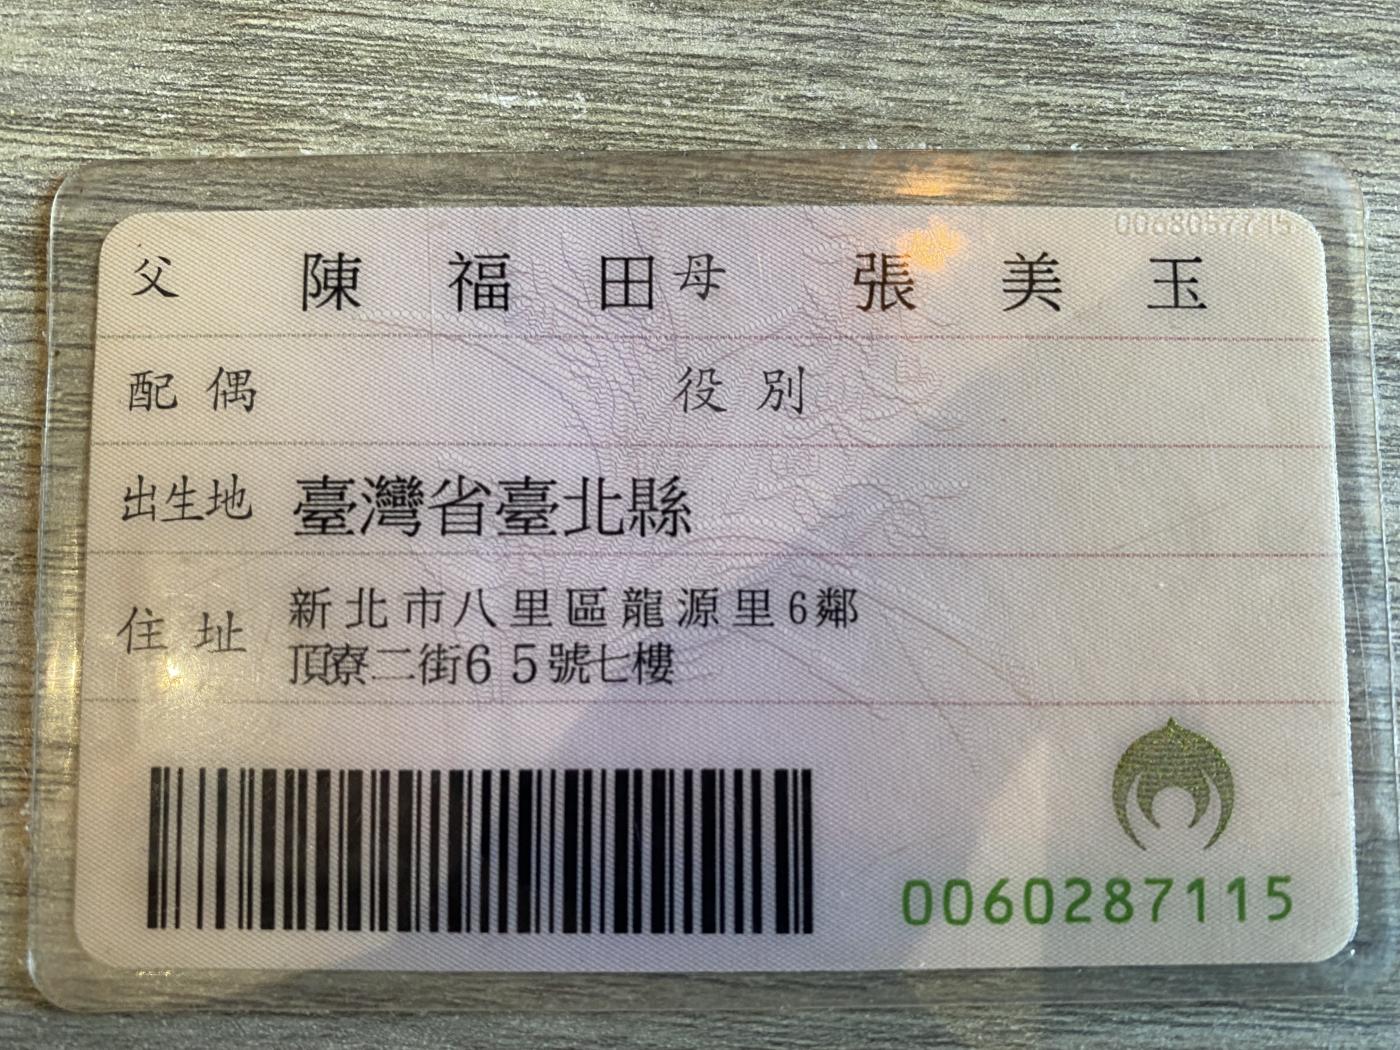 父 陳福田 母 張美玉
配偶 役別
出生地 臺灣省臺北縣
住址 新北市八里區龍源里6鄰
頂寮二街65號七樓
0060287115